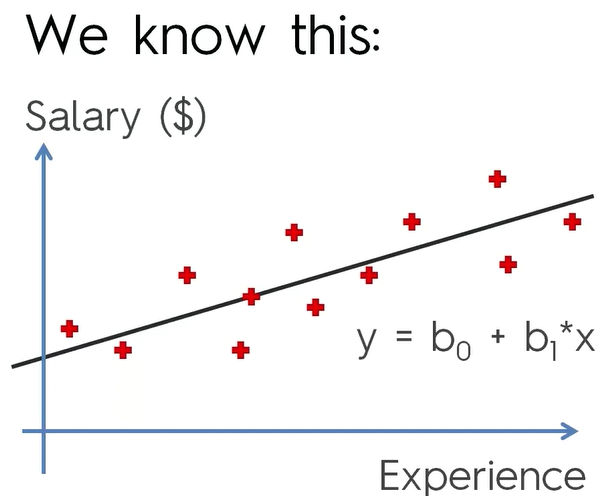 We know this:
Salary ($)
y = b₀ + b₁*x
Experience